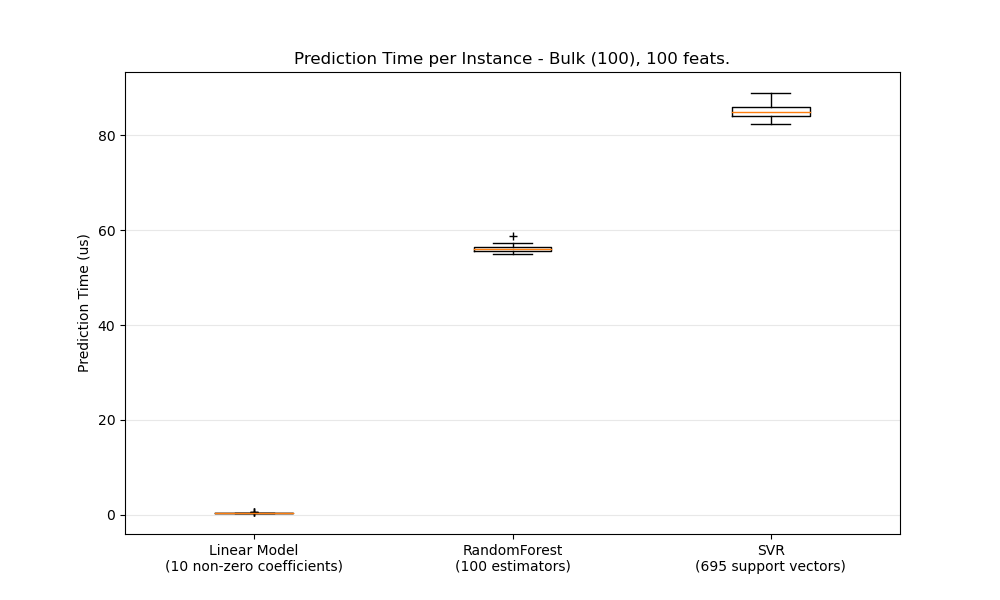 Prediction Time per Instance - Bulk (100), 100 feats.
Prediction Time (us)
80
60
40
20
0
Linear Model
(10 non-zero coefficients)
RandomForest
(100 estimators)
SVR
(695 support vectors)